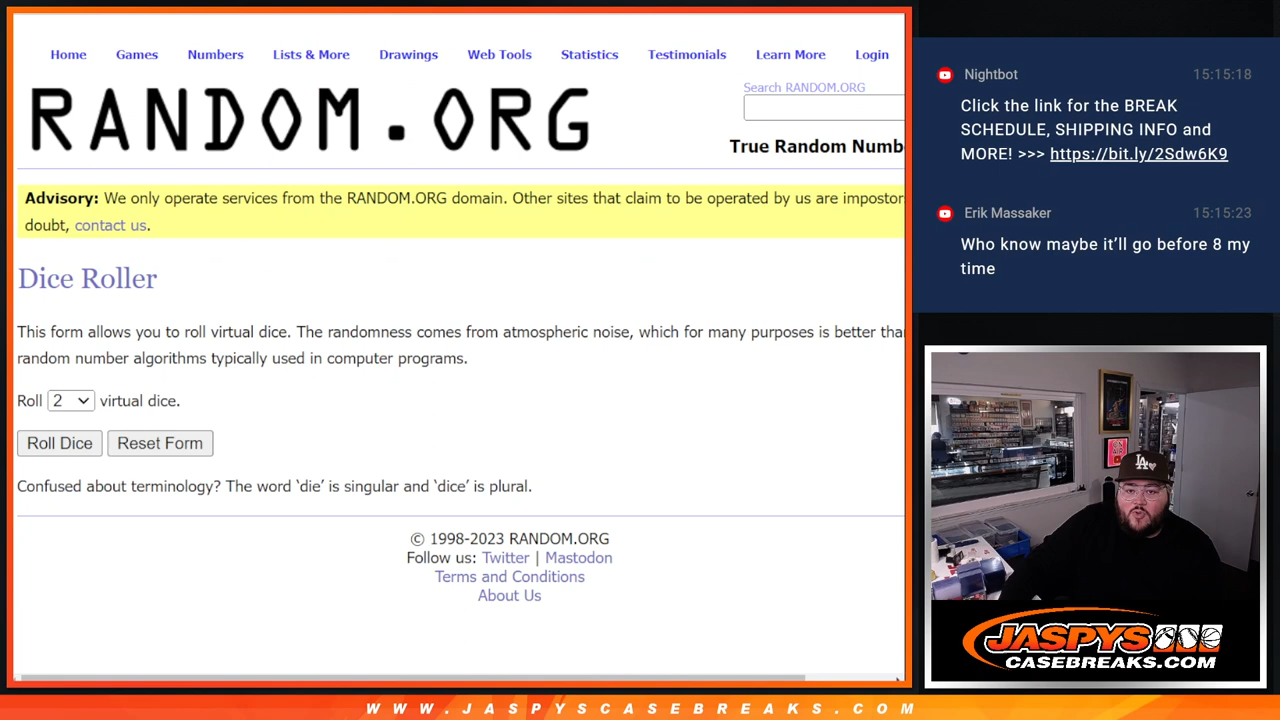 Home Games Numbers Lists & More Drawings Web Tools Statistics Testimonials Learn More Login
Search RANDOM.ORG
RANDOM.ORG
True Random Numb
Advisory: We only operate services from the RANDOM.ORG domain. Other sites that claim to be operated by us are impostor
doubt, contact us.
Dice Roller
This form allows you to roll virtual dice. The randomness comes from atmospheric noise, which for many purposes is better tha
random number algorithms typically used in computer programs.
Roll 2 virtual dice.
Roll Dice Reset Form
Confused about terminology? The word ‘die’ is singular and ‘dice’ is plural.
© 1998-2023 RANDOM.ORG
Follow us: Twitter | Mastodon
Terms and Conditions
About Us
Nightbot 15:15:18
Click the link for the BREAK
SCHEDULE, SHIPPING INFO and
MORE! >>> https://bit.ly/2Sdw6K9
Erik Massaker 15:15:23
Who know maybe it’ll go before 8 my
time
LA
JASPYS
CASEBREAKS.COM
WWW.JASPYSCASEBREAKS.COM